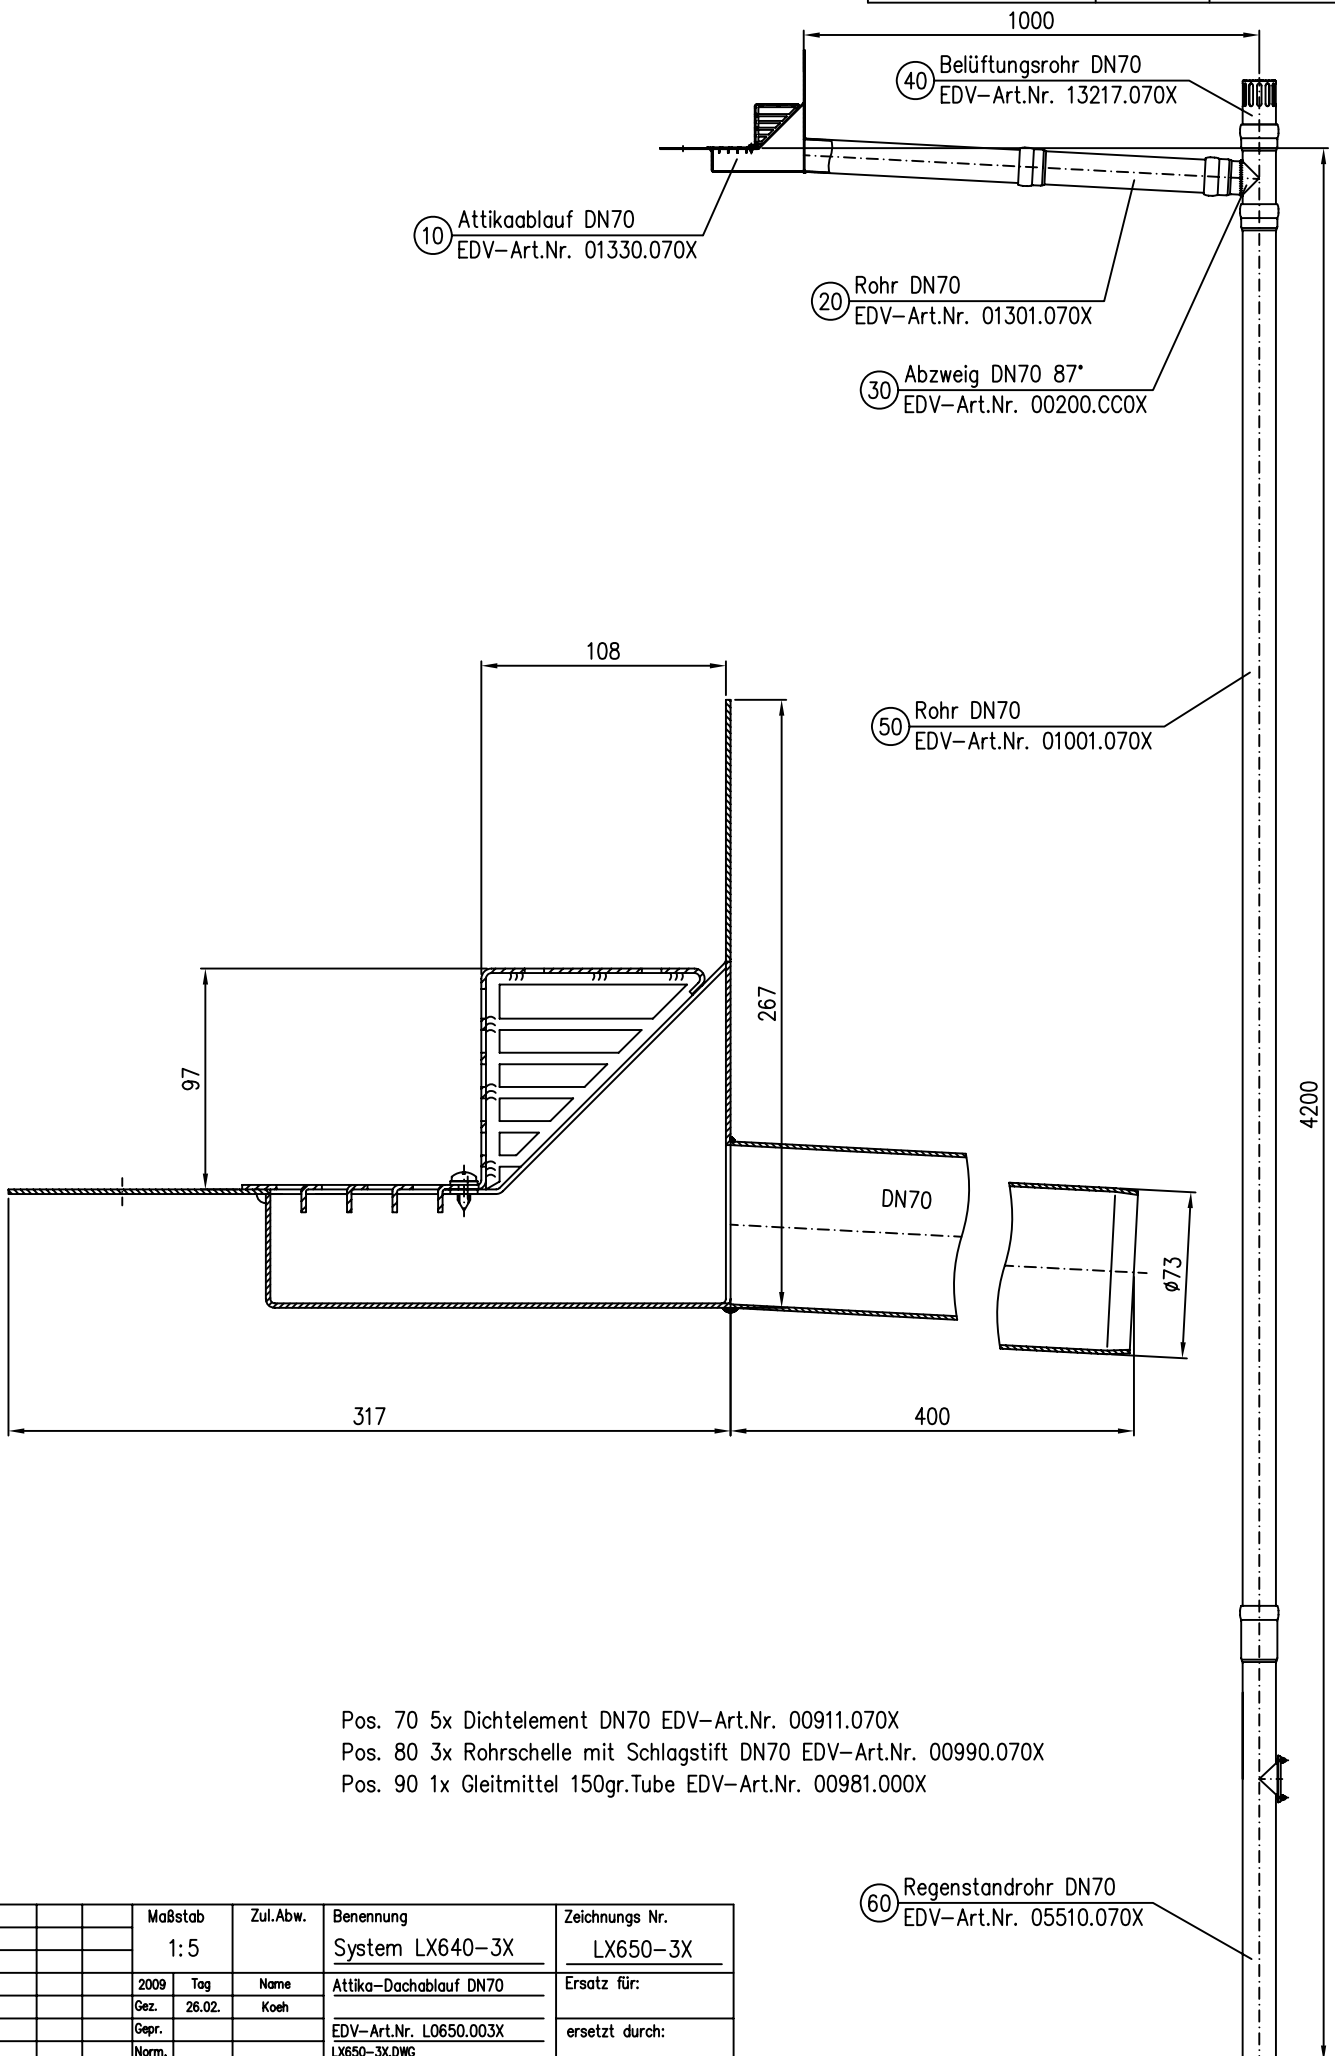 1000
40
Belüftungsrohr DN70
EDV-Art.Nr. 13217.070X
10
Attikaablauf DN70
EDV-Art.Nr. 01330.070X
20
Rohr DN70
EDV-Art.Nr. 01301.070X
30
Abzweig DN70 87°
EDV-Art.Nr. 00200.CC0X
108
50
Rohr DN70
EDV-Art.Nr. 01001.070X
267
97
4200
DN70
ø73
317
400
Pos. 70 5x Dichtelement DN70 EDV-Art.Nr. 00911.070X
Pos. 80 3x Rohrschelle mit Schlagstift DN70 EDV-Art.Nr. 00990.070X
Pos. 90 1x Gleitmittel 150gr.Tube EDV-Art.Nr. 00981.000X
60
Regenstandrohr DN70
EDV-Art.Nr. 05510.070X
Maßstab
1:5
Zul.Abw.
Benennung
System LX640-3X
Zeichnungs Nr.
LX650-3X
2009 Tag Name
Attika-Dachablauf DN70
Ersatz für:
Gez. 26.02. Koeh
Gepr.
EDV-Art.Nr. L0650.003X
ersetzt durch:
Norm.
LX650-3X.DWG